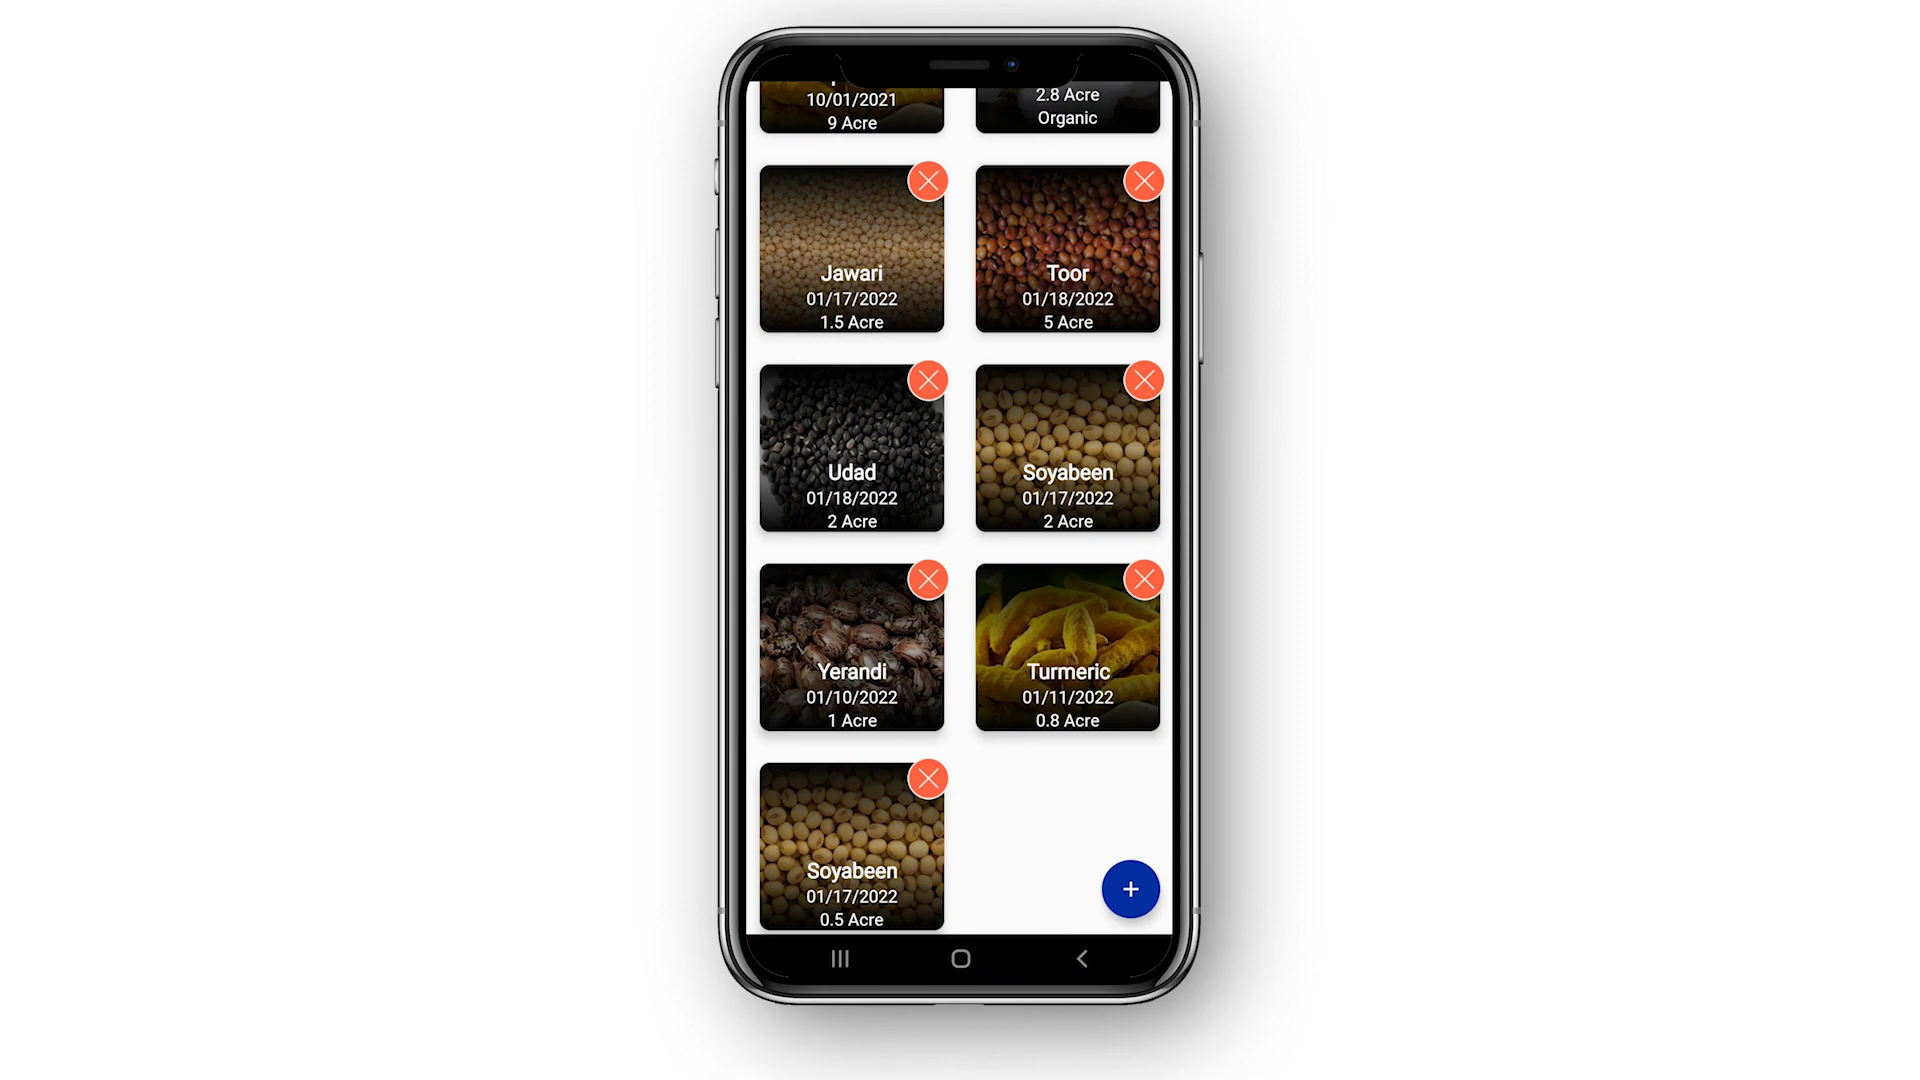 10/01/2021
9 Acre
2.8 Acre
Organic
Jawari
01/17/2022
1.5 Acre
Toor
01/18/2022
5 Acre
Udad
01/18/2022
2 Acre
Soyabeen
01/17/2022
2 Acre
Yerandi
01/10/2022
1 Acre
Turmeric
01/11/2022
0.8 Acre
Soyabeen
01/17/2022
0.5 Acre